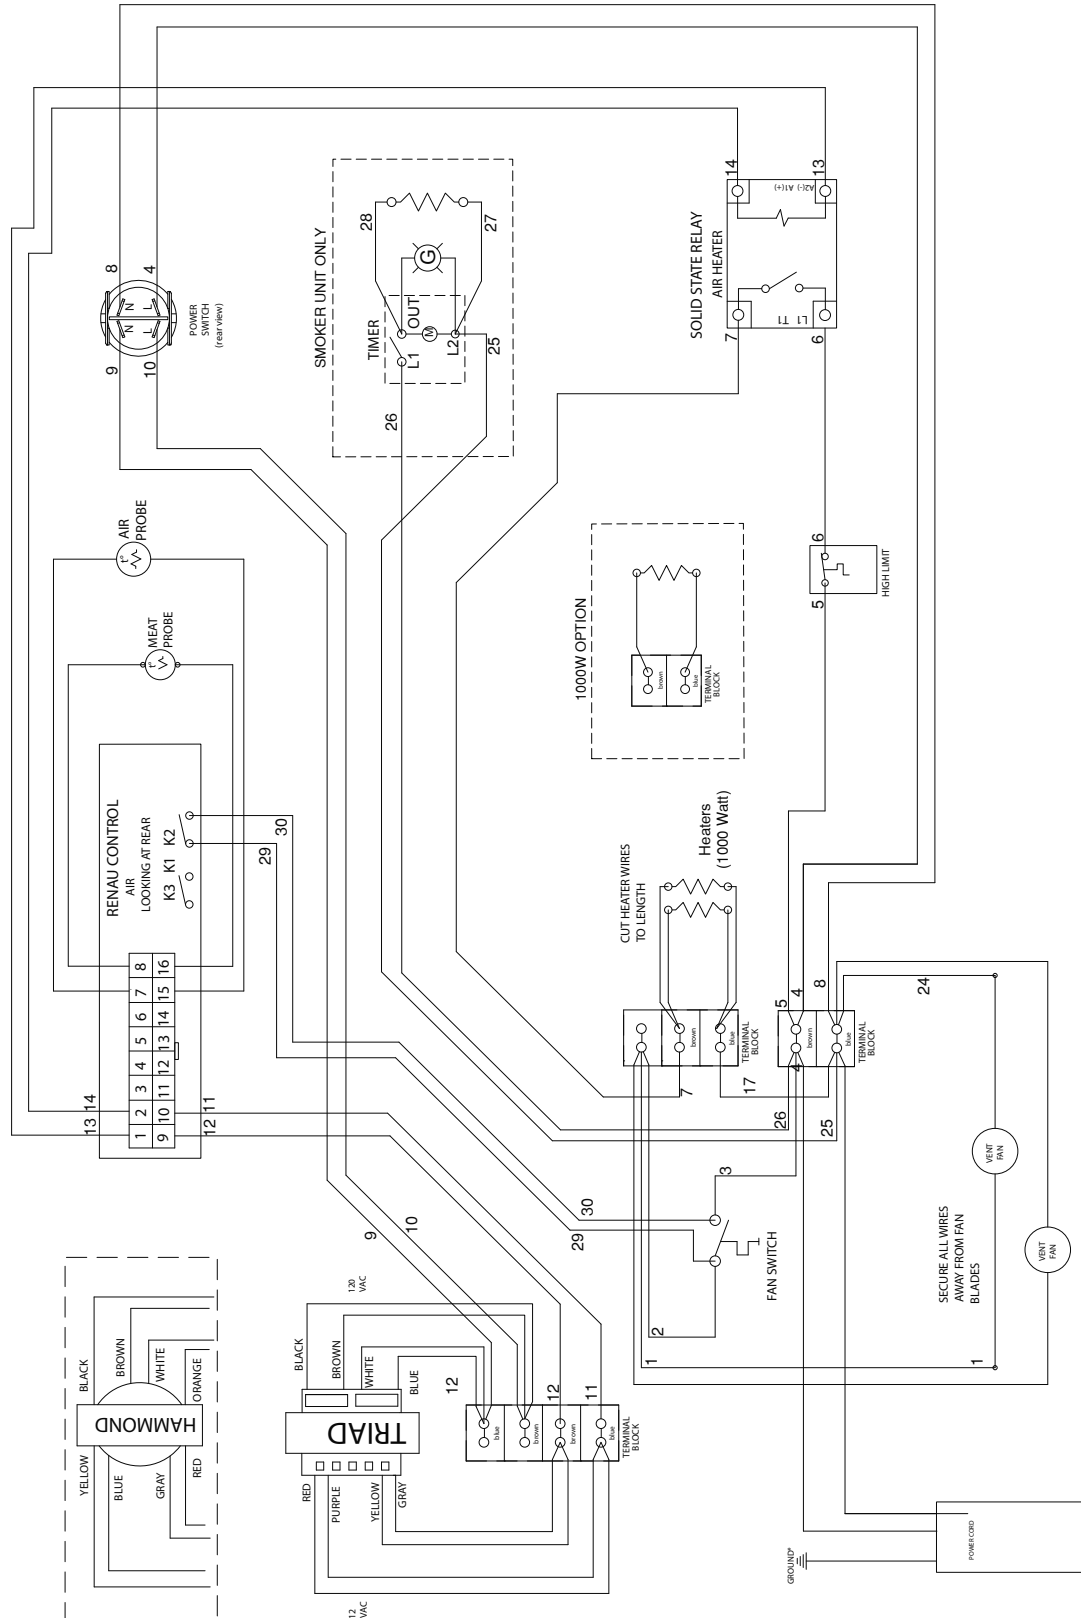 8
4
9
10
N
N
L
L
POWER
SWITCH
(rear view)
AIR
PROBE
MEAT
PROBE
RENAU CONTROL
AIR
LOOKING AT REAR
K3 K1 K2
30
29
8
16
7
15
6
14
5
13
4
12
3
11
2
10
1
9
14
13
11
12
SMOKER UNIT ONLY
TIMER
OUT
L1
L2
M
G
28
27
25
26
SOLID STATE RELAY
AIR HEATER
14
13
A2(-) A1(+)
L1 T1
7
6
6
5
HIGH LIMIT
1000W OPTION
brown
blue
TERMINAL
BLOCK
CUT HEATER WIRES
TO LENGTH
Heaters
(1000 Watt)
brown
blue
TERMINAL
BLOCK
7
17
5
4
8
4
brown
blue
TERMINAL
BLOCK
26
25
24
3
30
29
FAN SWITCH
2
1
1
VENT
FAN
VENT
FAN
SECURE ALL WIRES
AWAY FROM FAN
BLADES
9
10
120
VAC
BLACK
BROWN
WHITE
BLUE
TRIAD
RED
PURPLE
YELLOW
GRAY
12
VAC
12
12
11
blue
brown
brown
blue
TERMINAL
BLOCK
BLACK
BROWN
WHITE
ORANGE
HAMMOND
YELLOW
BLUE
GRAY
RED
GROUND*
POWER CORD